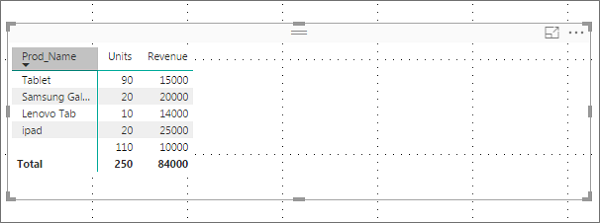 Prod_Name Units Revenue
Tablet 90 15000
Samsung Gal... 20 20000
Lenovo Tab 10 14000
ipad 20 25000
110 10000
Total 250 84000